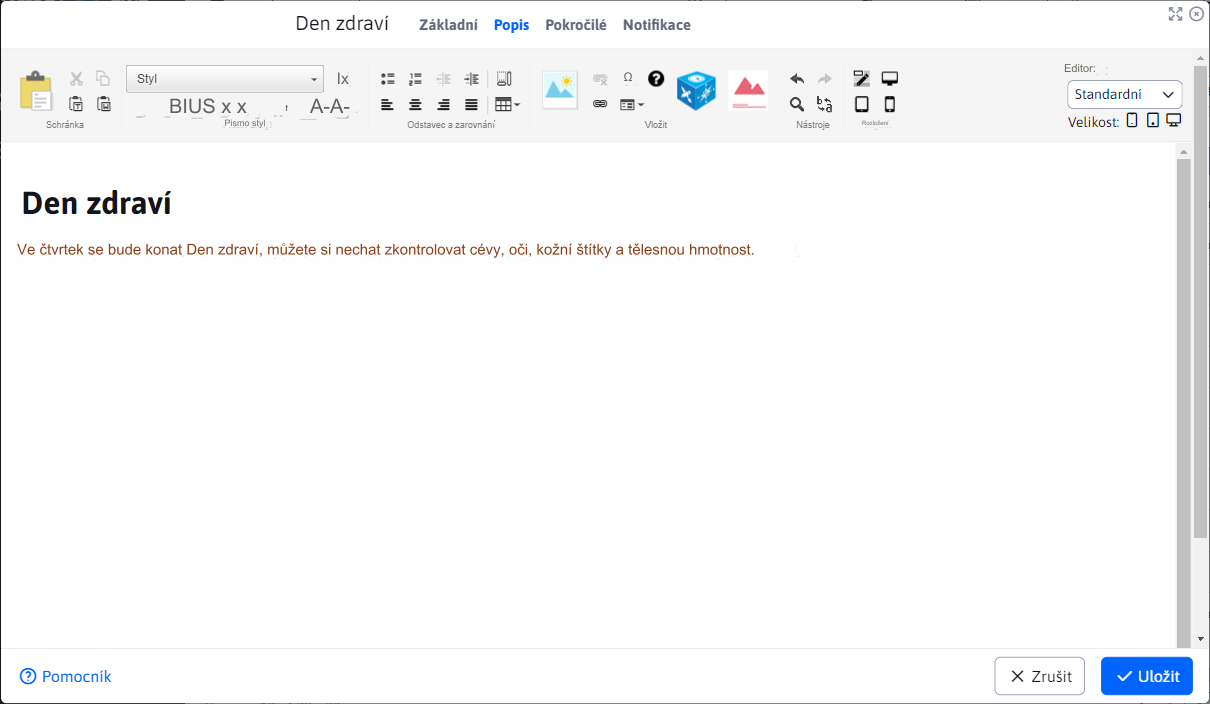 Den zdraví Základní Popis Pokročilé Notifikace
Editor:
Styl Ix
Standardní
BIUS x x A-A-
Velikost:
Schránka Pismo styl Odstavec a zarovnání Vložit Nástroje Rozložení
Den zdraví
Ve čtvrtek se bude konat Den zdraví, můžete si nechat zkontrolovat cévy, oči, kožní štítky a tělesnou hmotnost.
Pomocník Zrušit Uložit